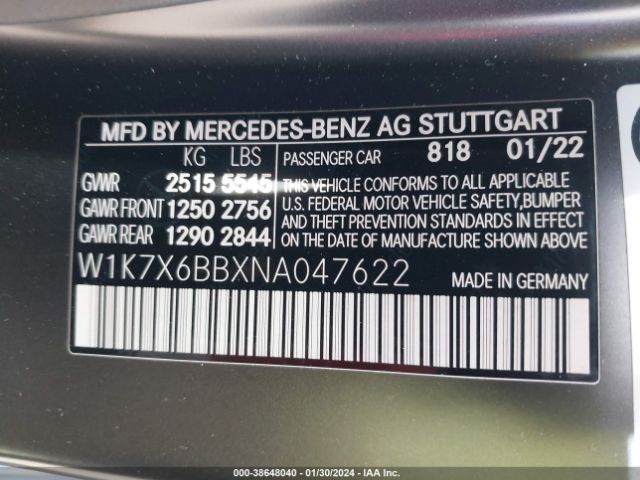 MFD BY MERCEDES-BENZ AG STUTTGART
KG LBS PASSENGER CAR 818 01/22
GVWR 2515 5545 THIS VEHICLE CONFORMS TO ALL APPLICABLE
GAWR FRONT 1250 2756 U.S. FEDERAL MOTOR VEHICLE SAFETY,BUMPER
GAWR REAR 1290 2844 AND THEFT PREVENTION STANDARDS IN EFFECT
ON THE DATE OF MANUFACTURE SHOWN ABOVE
W1K7X6BBXNA047622
MADE IN GERMANY
000-38648040 - 01/30/2024 - IAA Inc.